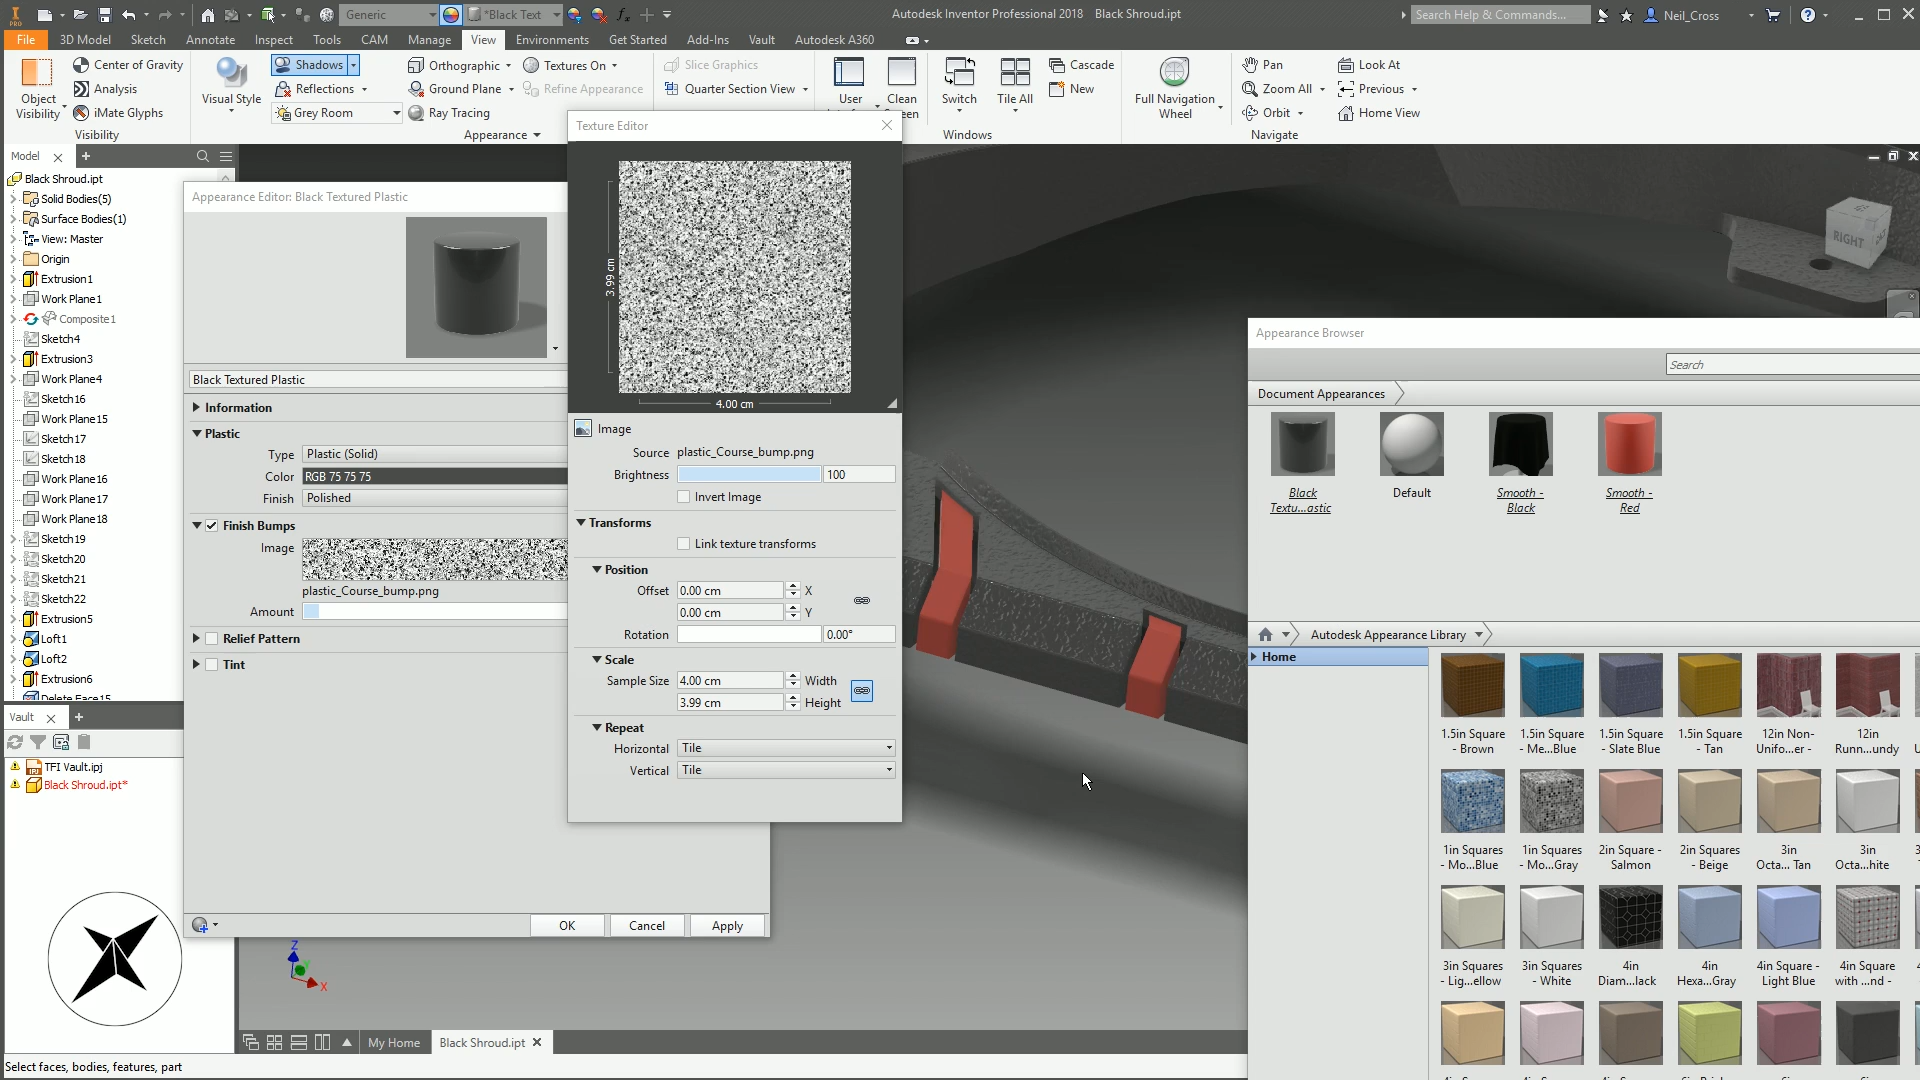 PRO
Generic
*Black Text
fx
Autodesk Inventor Professional 2018   Black Shroud.ipt
Search Help & Commands...
Neil_Cross
File
3D Model
Sketch
Annotate
Inspect
Tools
CAM
Manage
View
Environments
Get Started
Add-Ins
Vault
Autodesk A360
Object Visibility
Center of Gravity
Analysis
iMate Glyphs
Visibility
Visual Style
Shadows
Reflections
Grey Room
Orthographic
Ground Plane
Ray Tracing
Textures On
Refine Appearance
Appearance
Slice Graphics
Quarter Section View
User
Clean
Switch
Tile All
Cascade
New
Windows
Full Navigation Wheel
Pan
Zoom All
Orbit
Look At
Previous
Home View
Navigate
Model
Black Shroud.ipt
Solid Bodies(5)
Surface Bodies(1)
View: Master
Origin
Extrusion1
Work Plane1
Composite1
Sketch4
Extrusion3
Work Plane4
Sketch16
Work Plane15
Sketch17
Sketch18
Work Plane16
Work Plane17
Work Plane18
Sketch19
Sketch20
Sketch21
Sketch22
Extrusion5
Loft1
Loft2
Extrusion6
Delete Face15
Vault
TFI Vault.ipj
Black Shroud.ipt*
Appearance Editor: Black Textured Plastic
Black Textured Plastic
Information
Plastic
Type Plastic (Solid)
Color RGB 75 75 75
Finish Polished
Finish Bumps
Image
plastic_Course_bump.png
Amount
Relief Pattern
Tint
OK
Cancel
Apply
Texture Editor
3.99 cm
4.00 cm
Image
Source plastic_Course_bump.png
Brightness 100
Invert Image
Transforms
Link texture transforms
Position
Offset 0.00 cm X
0.00 cm Y
Rotation 0.00°
Scale
Sample Size 4.00 cm Width
3.99 cm Height
Repeat
Horizontal Tile
Vertical Tile
RIGHT
Appearance Browser
Search
Document Appearances
Black Textu...astic
Default
Smooth - Black
Smooth - Red
Autodesk Appearance Library
Home
1.5in Square - Brown
1.5in Square - Me...Blue
1.5in Square - Slate Blue
1.5in Square - Tan
12in Non-Unifo...er -
12in Runn...undy
1in Squares - Mo...Blue
1in Squares - Mo...Gray
2in Square - Salmon
2in Squares - Beige
3in Octa... Tan
3in Octa...hite
3in Squares - Lig...ellow
3in Squares - White
4in Diam...lack
4in Hexa...Gray
4in Square - Light Blue
4in Square with ...nd -
Z
X
My Home
Black Shroud.ipt
Select faces, bodies, features, part